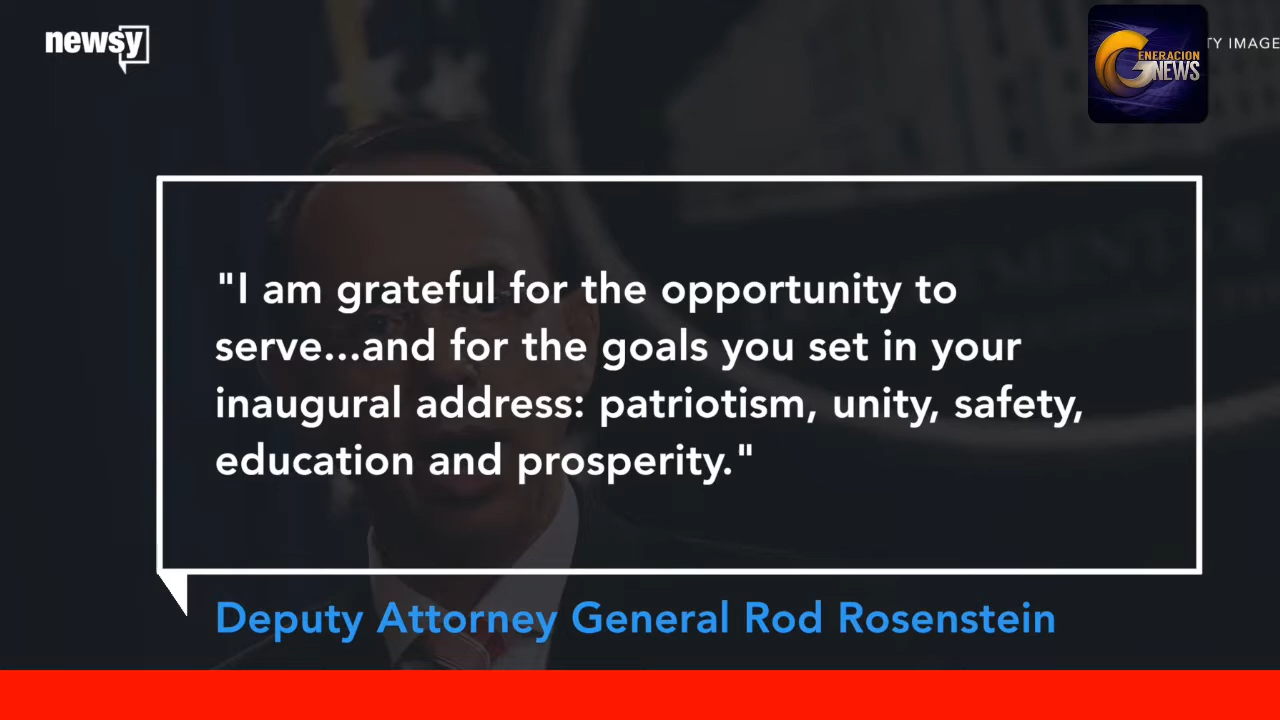 newsy
TY IMAGE
GENERACION
NEWS
"I am grateful for the opportunity to
serve...and for the goals you set in your
inaugural address: patriotism, unity, safety,
education and prosperity."
Deputy Attorney General Rod Rosenstein